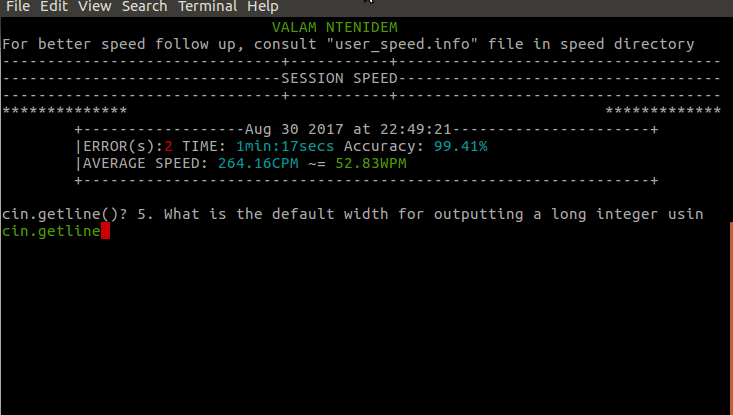 File Edit View Search Terminal Help
VALAM NTENIDEM
For better speed follow up, consult "user_speed.info" file in speed directory
-------------------------------+-----------+------------------------------------
-------------------------------SESSION SPEED------------------------------------
-------------------------------+-----------+------------------------------------
************** *************
+------------------Aug 30 2017 at 22:49:21----------------------+
|ERROR(s):2 TIME: 1min:17secs Accuracy: 99.41%
|AVERAGE SPEED: 264.16CPM ~= 52.83WPM
+---------------------------------------------------------------+
cin.getline()? 5. What is the default width for outputting a long integer usin
cin.getline